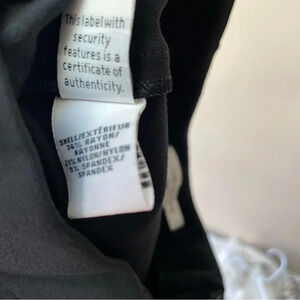 This label with
security
features is a
certificate of
authenticity.
SHELL/EXTÉRIEUR
74% RAYON/
RAYONNE
21% NYLON/NYLON
5% SPANDEX/
SPANDEX